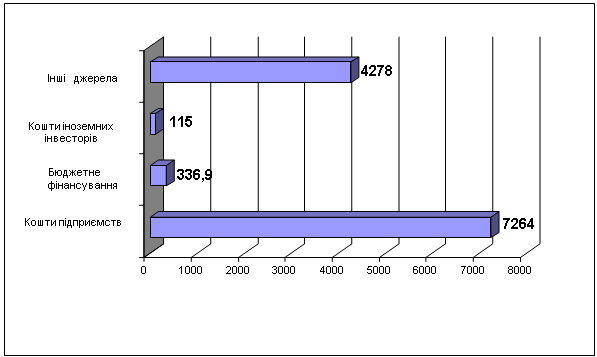 Інші джерела
4278
Кошти іноземних
інвесторів
115
Бюджетне
фінансування
336,9
Кошти підприємств
7264
0 1000 2000 3000 4000 5000 6000 7000 8000